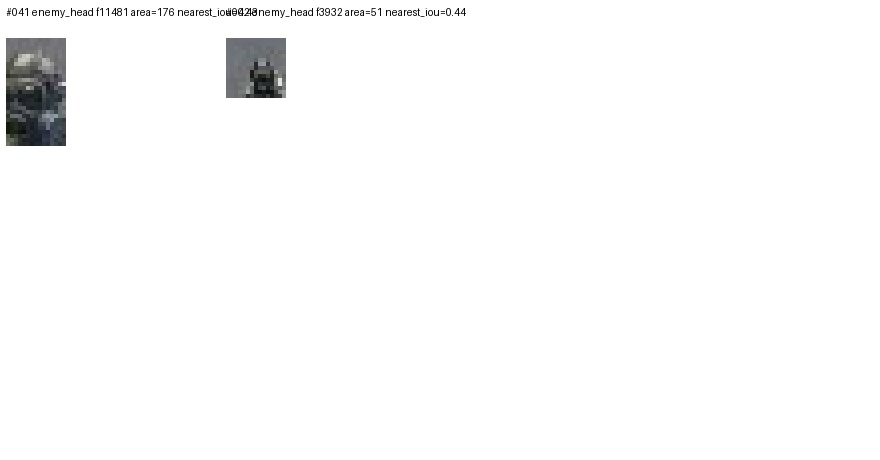 #041 enemy_head f11481 area=176 nearest_iou=
enemy_head f3932 area=51 nearest_iou=0.44